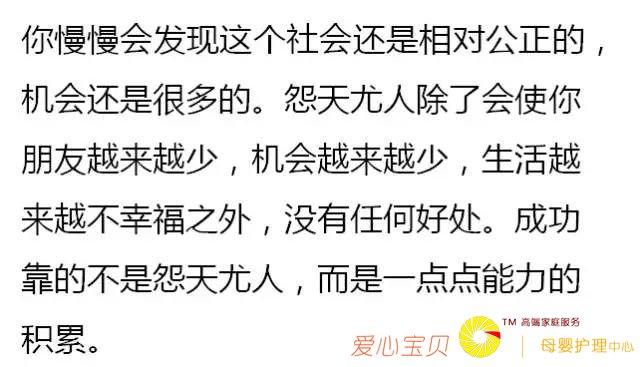 你慢慢会发现这个社会还是相对公正的，
机会还是很多的。怨天尤人除了会使你
朋友越来越少，机会越来越少，生活越
来越不幸福之外，没有任何好处。成功
靠的不是怨天尤人，而是一点点能力的
积累。
爱心宝贝
TM 高端家庭服务
母婴护理中心